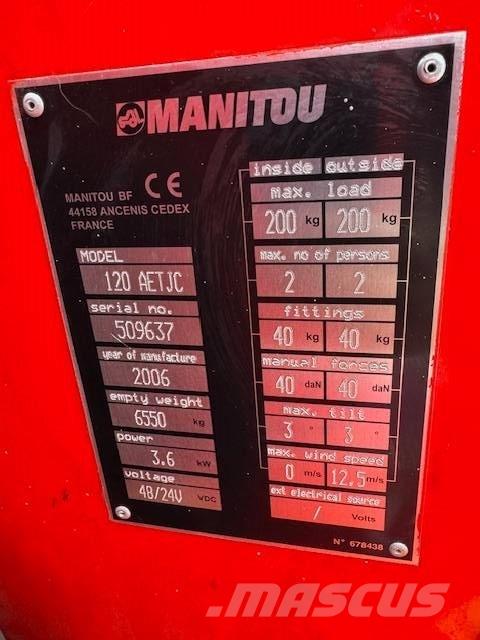 MANITOU
MANITOU BF CE
44158 ANCENIS CEDEX
FRANCE
MODEL
120 AETJC
serial no.
509637
year of manufacture
2006
empty weight
6550 kg
power
3.6 kW
voltage
48/24V VDC
inside outside
max. load
200 kg 200 kg
max. no of persons
2 2
fittings
40 kg 40 kg
manual forces
40 daN 40 daN
max. tilt
3 ° 3 °
max. wind speed
0 m/s 12.5 m/s
ext electrical source
/ Volts
N° 678438
MASCUS